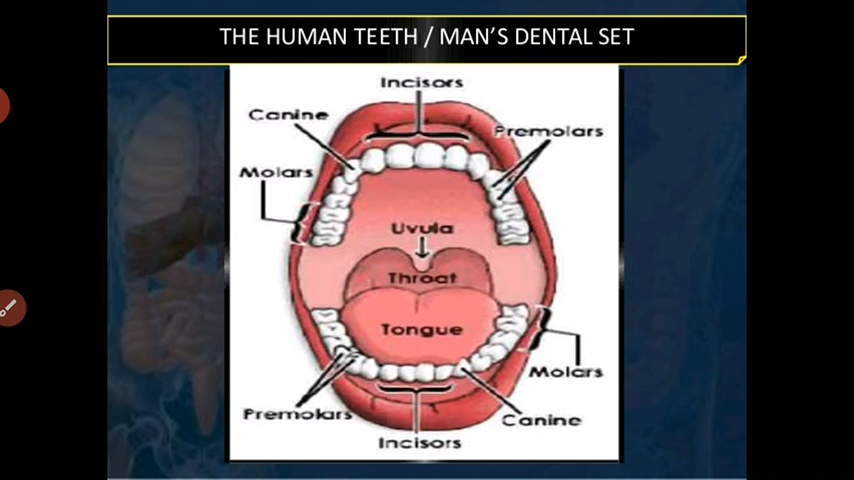 THE HUMAN TEETH / MAN'S DENTAL SET
Incisors
Canine
Premolars
Molars
Uvula
Throat
Tongue
Molars
Premolars
Canine
Incisors